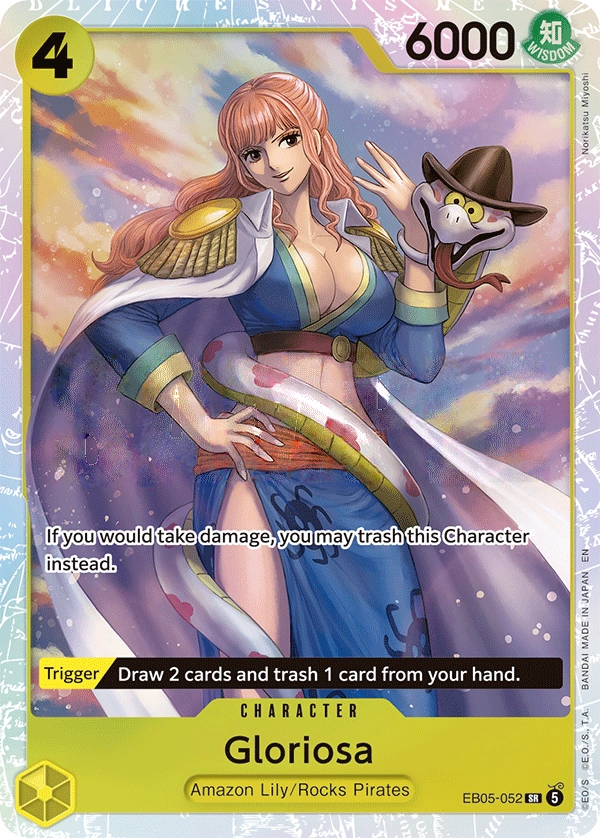 4
6000
知
WISDOM
Norikatsu Miyoshi
If you would take damage, you may trash this Character
instead.
Trigger Draw 2 cards and trash 1 card from your hand.
CHARACTER
Gloriosa
Amazon Lily/Rocks Pirates
EB05-052 SR 5
©E.O/S ©E.O./S., T.A. BANDAI MADE IN JAPAN EN